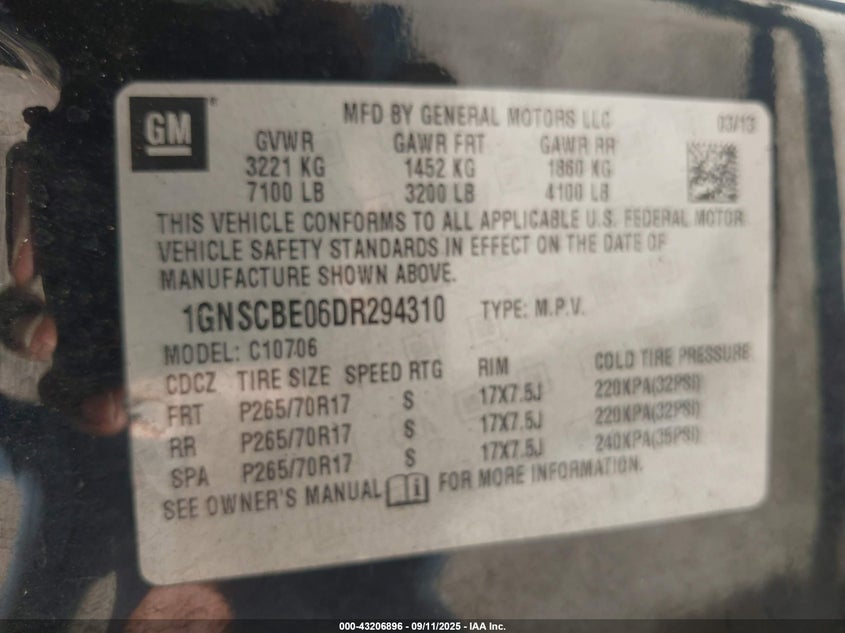 GM
MFD BY GENERAL MOTORS LLC 03/13
GVWR GAWR FRT GAWR RR
3221 KG 1452 KG 1860 KG
7100 LB 3200 LB 4100 LB
THIS VEHICLE CONFORMS TO ALL APPLICABLE U.S. FEDERAL MOTOR
VEHICLE SAFETY STANDARDS IN EFFECT ON THE DATE OF
MANUFACTURE SHOWN ABOVE.
1GNSCBE06DR294310 TYPE: M.P.V.
MODEL: C10706
CDCZ TIRE SIZE SPEED RTG RIM COLD TIRE PRESSURE
FRT P265/70R17 S 17X7.5J 220KPA(32PSI)
RR P265/70R17 S 17X7.5J 220KPA(32PSI)
SPA P265/70R17 S 17X7.5J 240KPA(35PSI)
SEE OWNER'S MANUAL i FOR MORE INFORMATION.
000-43206896 - 09/11/2025 - IAA Inc.